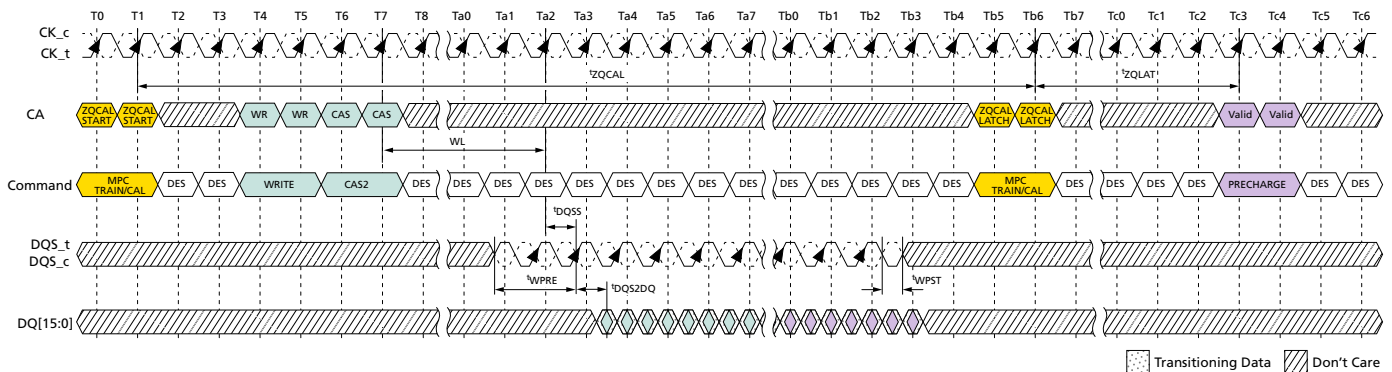 T0 T1 T2 T3 T4 T5 T6 T7 T8 Ta0 Ta1 Ta2 Ta3 Ta4 Ta5 Ta6 Ta7 Tb0 Tb1 Tb2 Tb3 Tb4 Tb5 Tb6 Tb7 Tc0 Tc1 Tc2 Tc3 Tc4 Tc5 Tc6
CK_c
CK_t
tZQCAL tZQLAT
CA ZQCAL START ZQCAL START WR WR CAS CAS ZQCAL LATCH ZQCAL LATCH Valid Valid
WL
Command MPC TRAIN/CAL DES DES WRITE CAS2 DES DES DES DES DES DES DES DES DES DES DES DES DES DES MPC TRAIN/CAL DES DES DES DES PRECHARGE DES DES
tDQSS
DQS_t
DQS_c
tWPRE tDQS2DQ tWPST
DQ[15:0]
Transitioning Data Don't Care